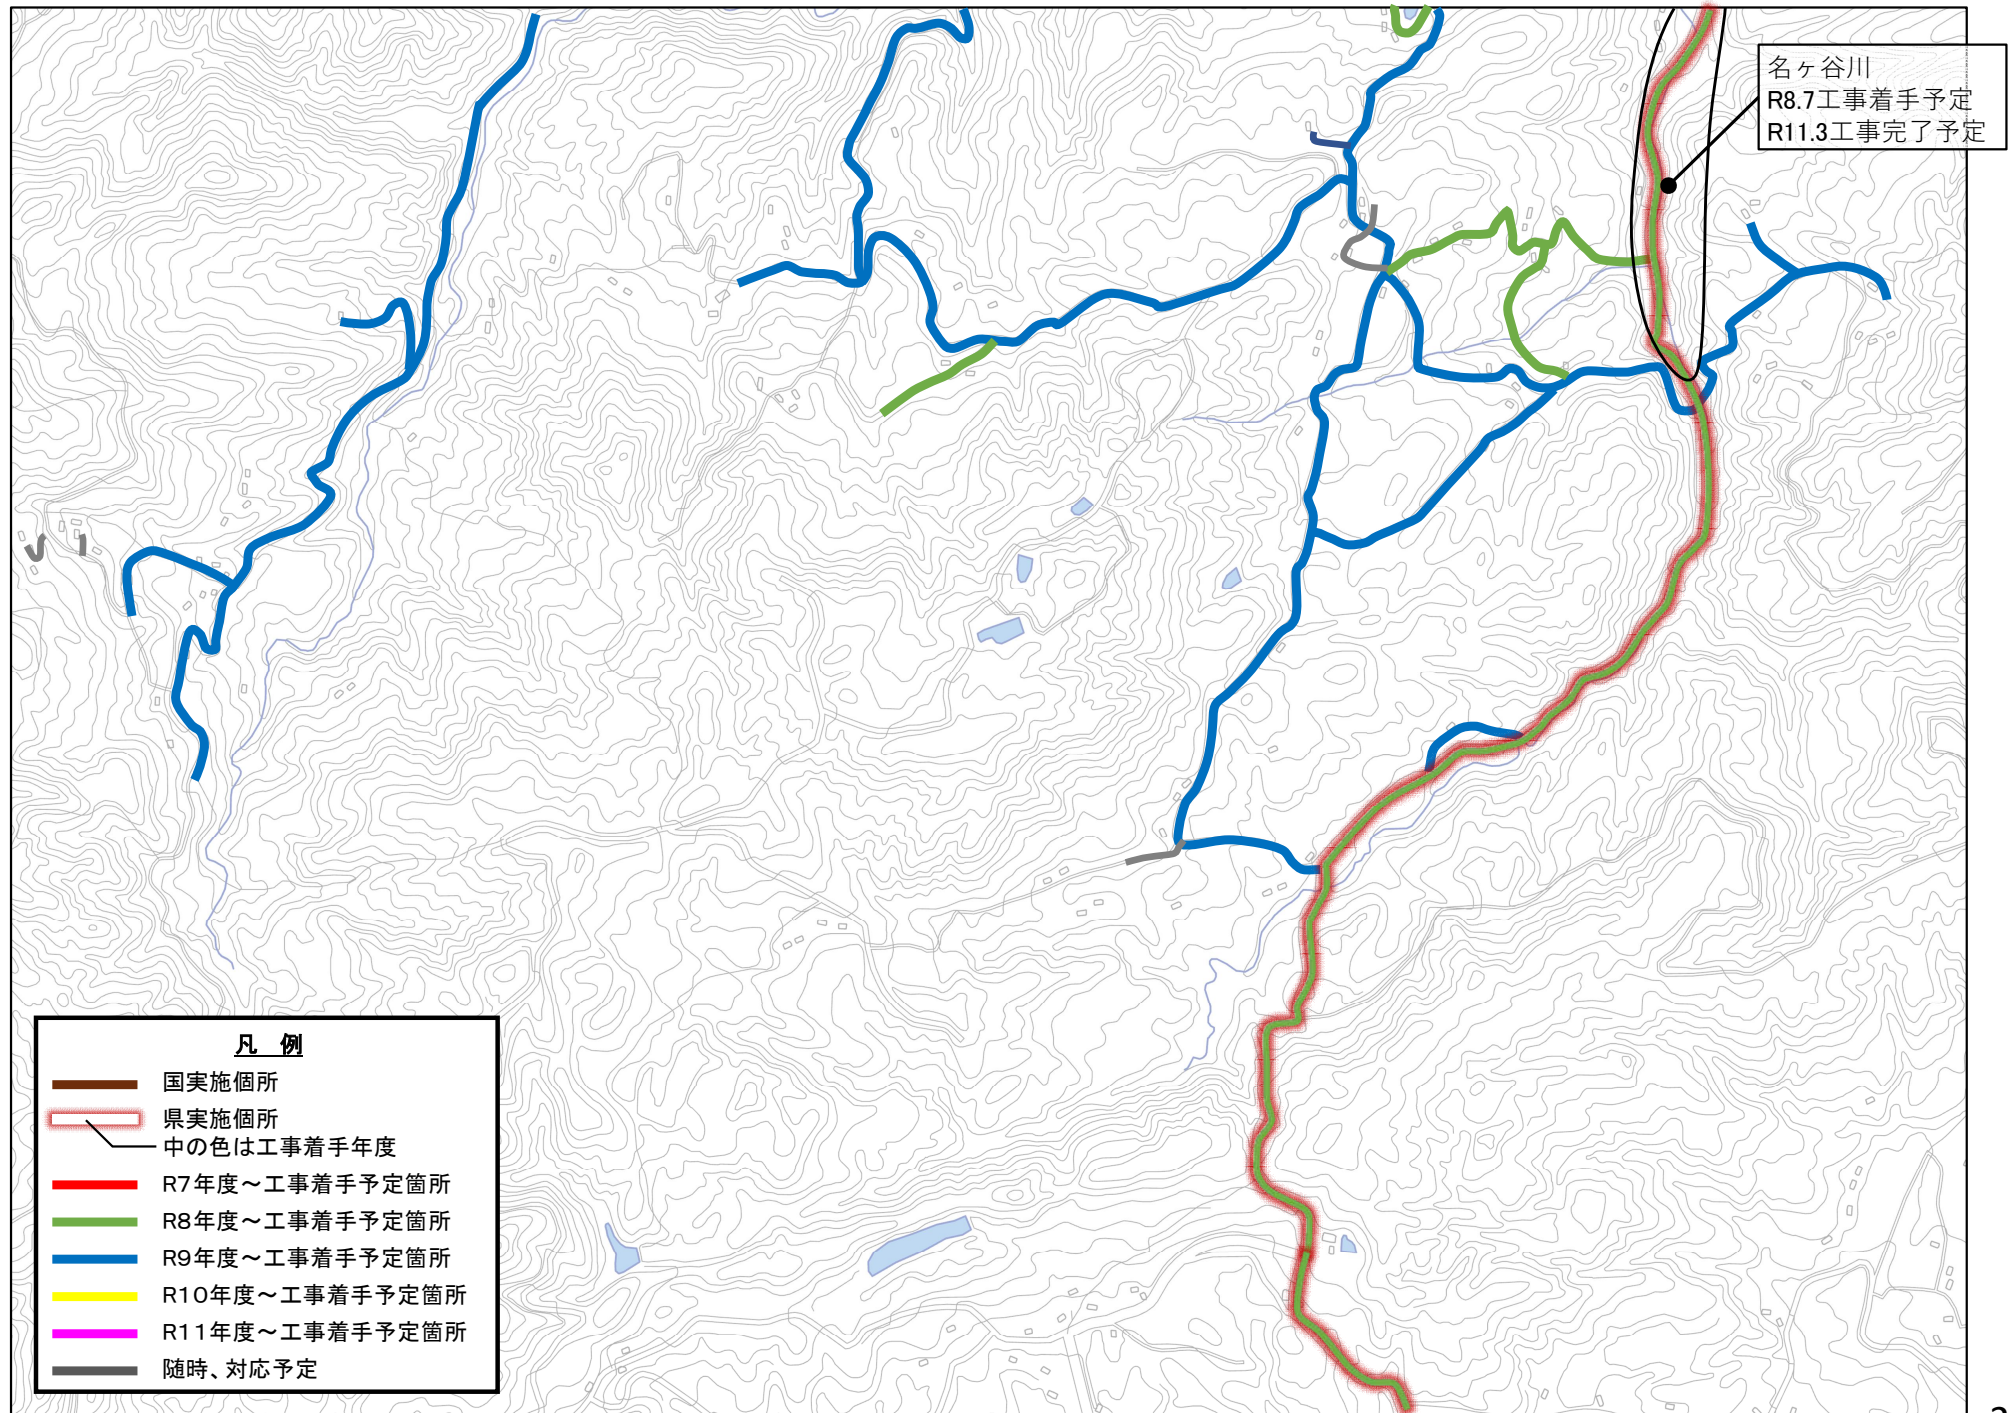 名ヶ谷川
R8.7工事着手予定
R11.3工事完了予定
凡 例
国実施個所
県実施個所
中の色は工事着手年度
R7年度～工事着手予定箇所
R8年度～工事着手予定箇所
R9年度～工事着手予定箇所
R10年度～工事着手予定箇所
R11年度～工事着手予定箇所
随時、対応予定